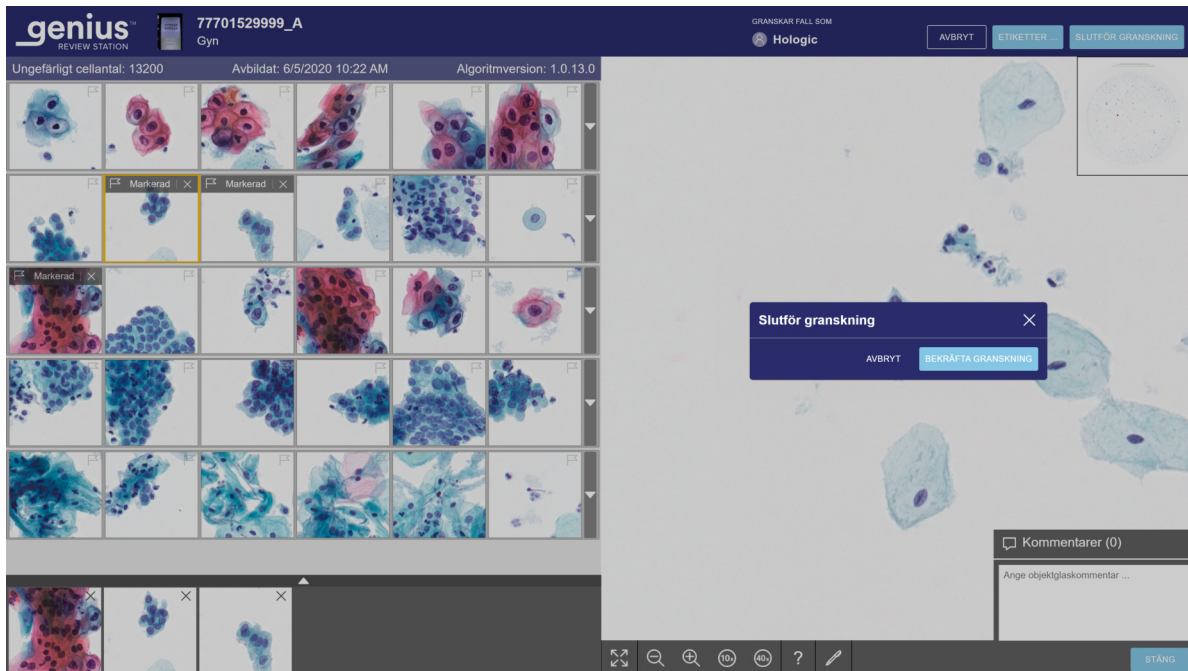 genius™
REVIEW STATION
77701529999_A
Gyn
GRANSKAR FALL SOM
Hologic
AVBRYT
ETIKETTER ...
SLUTFÖR GRANSKNING
Ungefärligt cellantal: 13200
Avbildat: 6/5/2020 10:22 AM
Algoritmversion: 1.0.13.0
Markerad
Markerad
Markerad
Slutför granskning
AVBRYT
BEKRÄFTA GRANSKNING
Kommentarer (0)
Ange objektglaskommentar ...
10x
40x
?
STÄNG